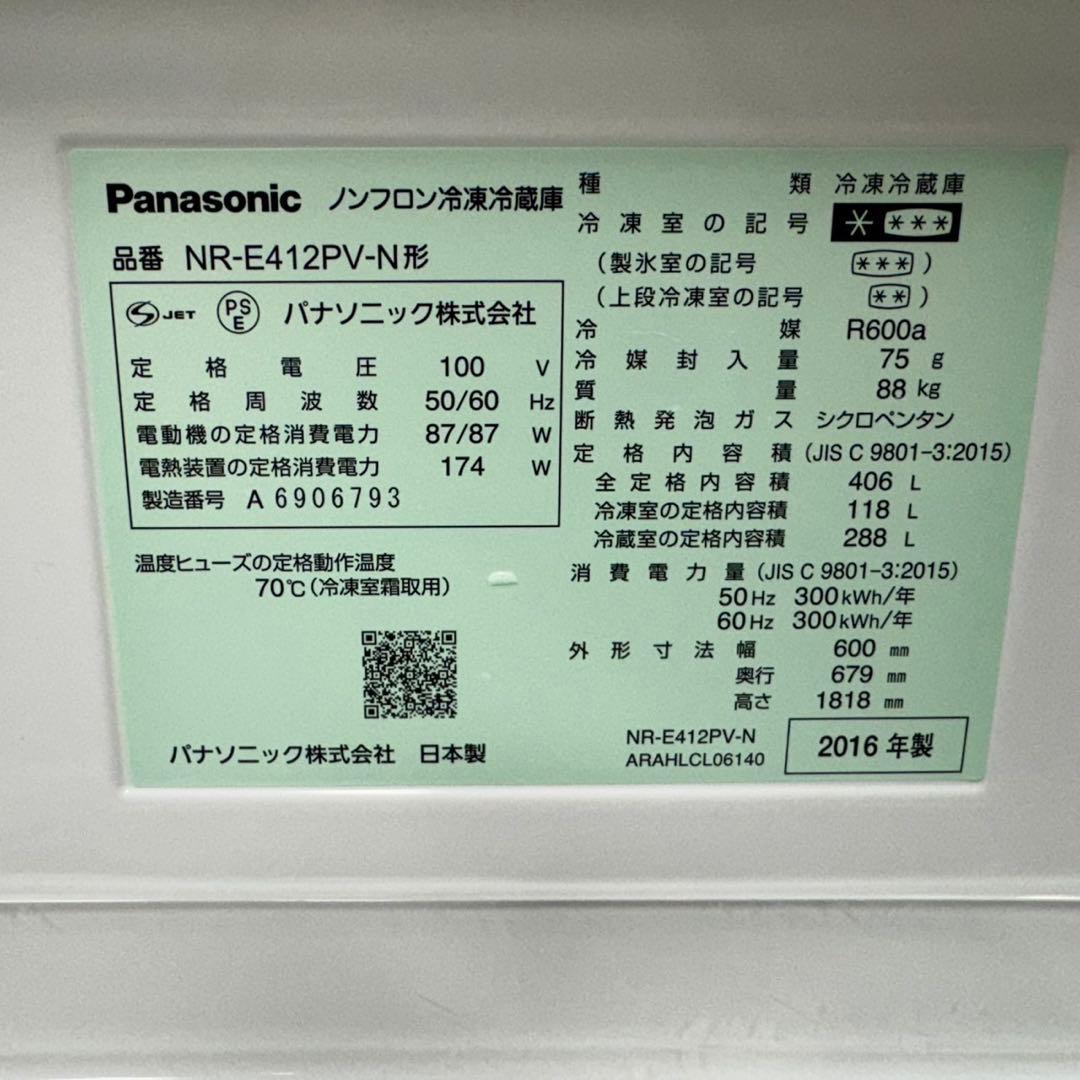 Panasonic ノンフロン冷凍冷蔵庫
品番 NR-E412PV-N形
JET PS E パナソニック株式会社
定格電圧 100 V
定格周波数 50/60 Hz
電動機の定格消費電力 87/87 W
電熱装置の定格消費電力 174 W
製造番号 A 6906793
温度ヒューズの定格動作温度
70℃(冷凍室霜取用)
パナソニック株式会社 日本製
種類 冷凍冷蔵庫
冷凍室の記号 * ***
(製氷室の記号 ***)
(上段冷凍室の記号 **)
冷媒 R600a
冷媒封入量 75 g
質量 88 kg
断熱発泡ガス シクロペンタン
定格内容積 (JIS C 9801-3:2015)
全定格内容積 406 L
冷凍室の定格内容積 118 L
冷蔵室の定格内容積 288 L
消費電力量 (JIS C 9801-3:2015)
50Hz 300kWh/年
60Hz 300kWh/年
外形寸法 幅 600 mm
奥行 679 mm
高さ 1818 mm
NR-E412PV-N
ARAHLCL06140
2016年製